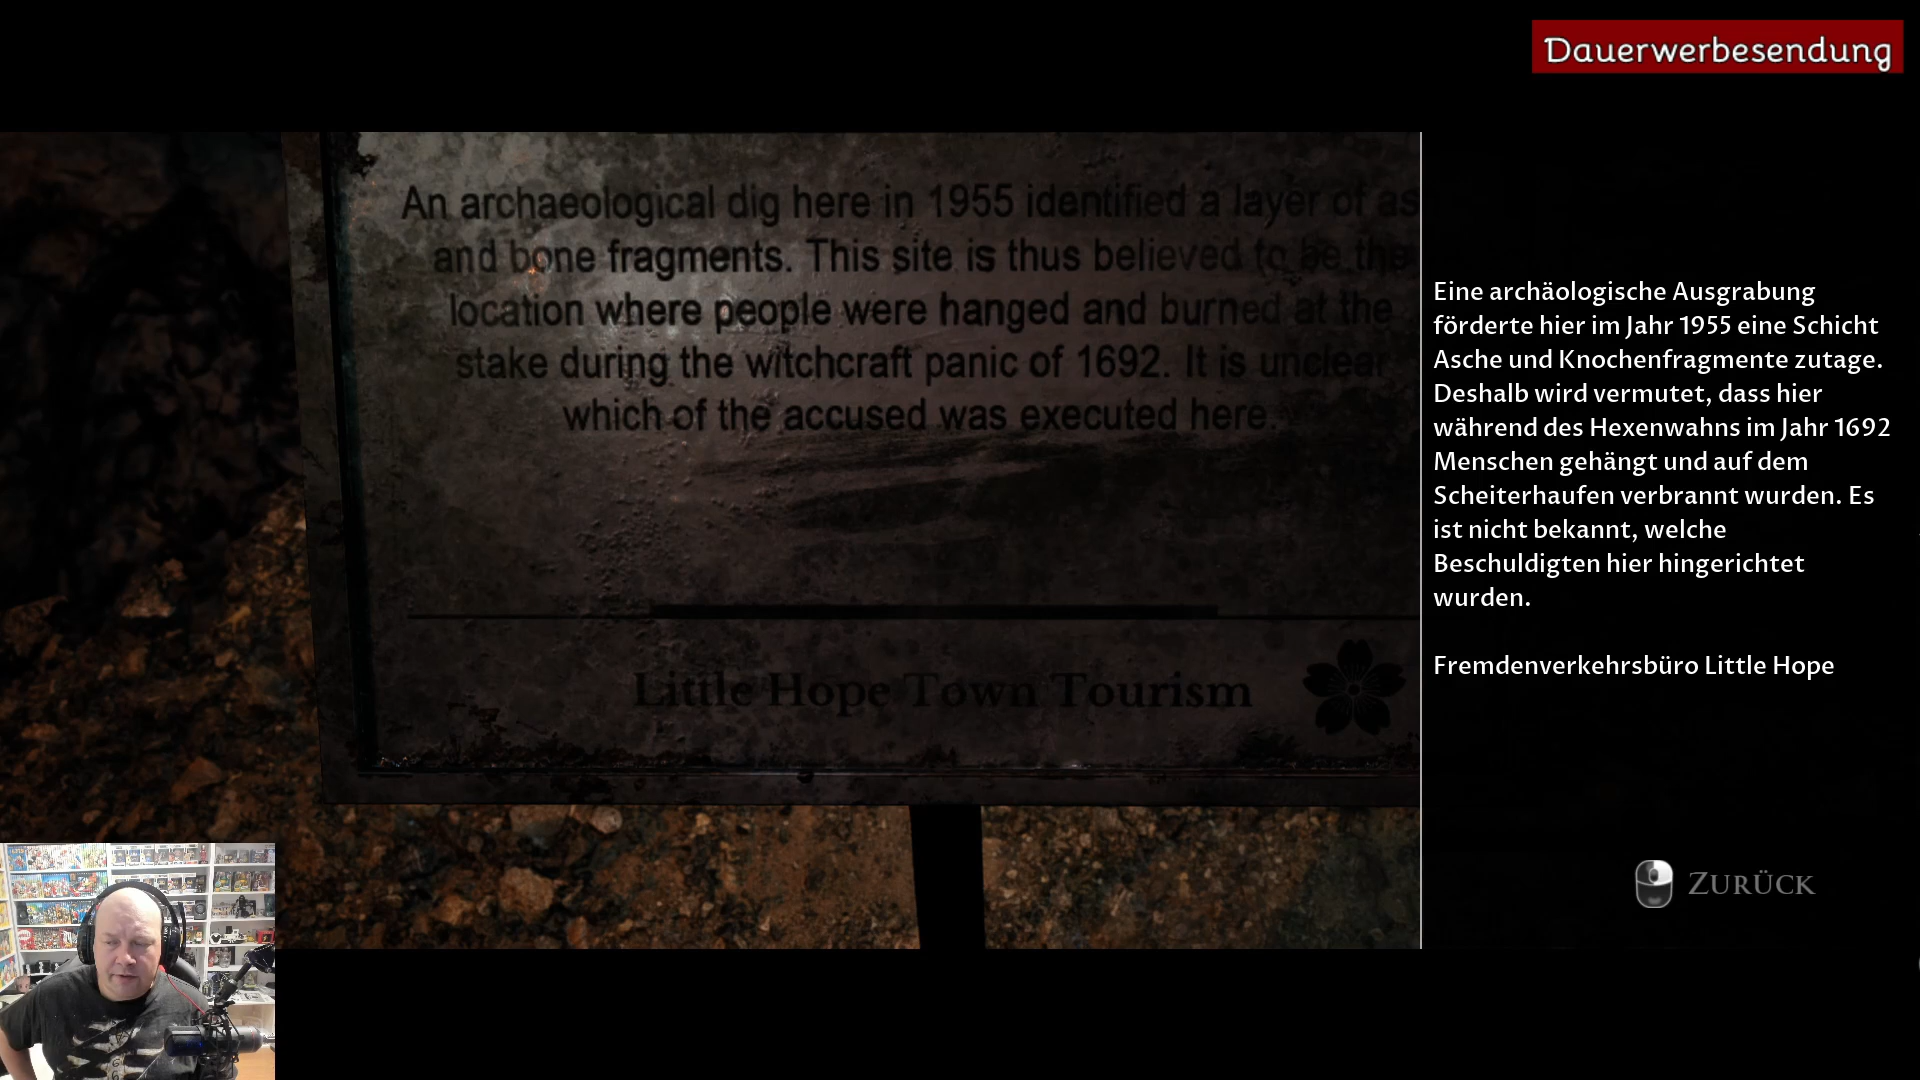 Dauerwerbesendung
An archaeological dig here in 1955 identified a layer of
and bone fragments. This site is thus believed to be the
location where people were hanged and burned at the
stake during the witchcraft panic of 1692. It is unclear
which of the accused was executed here.
Little Hope Town Tourism
Eine archäologische Ausgrabung
förderte hier im Jahr 1955 eine Schicht
Asche und Knochenfragmente zutage.
Deshalb wird vermutet, dass hier
während des Hexenwahns im Jahr 1692
Menschen gehängt und auf dem
Scheiterhaufen verbrannt wurden. Es
ist nicht bekannt, welche
Beschuldigten hier hingerichtet
wurden.
Fremdenverkehrsbüro Little Hope
ZURÜCK